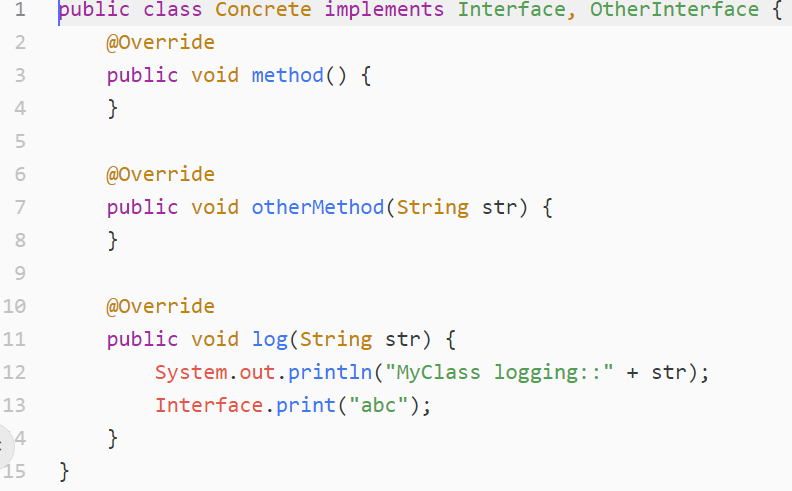 1 public class Concrete implements Interface, OtherInterface {
2     @Override
3     public void method() {
4     }
5
6     @Override
7     public void otherMethod(String str) {
8     }
9
10     @Override
11     public void log(String str) {
12         System.out.println("MyClass logging::" + str);
13         Interface.print("abc");
4     }
15 }